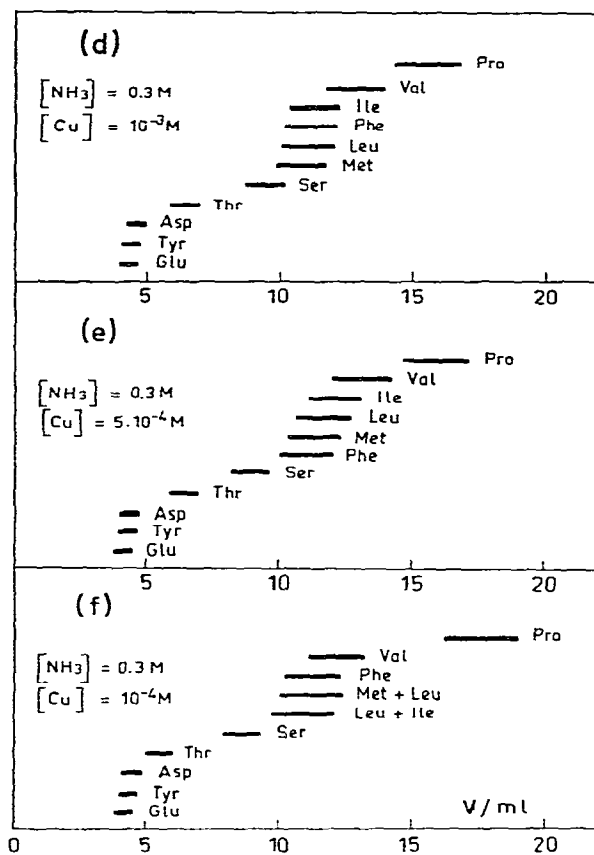 (d)
[NH3] = 0.3 M
[Cu] = 10-3M
Pro
Val
Ile
Phe
Leu
Met
Ser
Thr
Asp
Tyr
Glu
5 10 15 20
(e)
[NH3] = 0.3 M
[Cu] = 5.10-4M
Pro
Val
Ile
Leu
Met
Phe
Ser
Thr
Asp
Tyr
Glu
5 10 15 20
(f)
[NH3] = 0.3 M
[Cu] = 10-4M
Pro
Val
Phe
Met + Leu
Leu + Ile
Ser
Thr
Asp
Tyr
Glu
V/ml
0 5 10 15 20